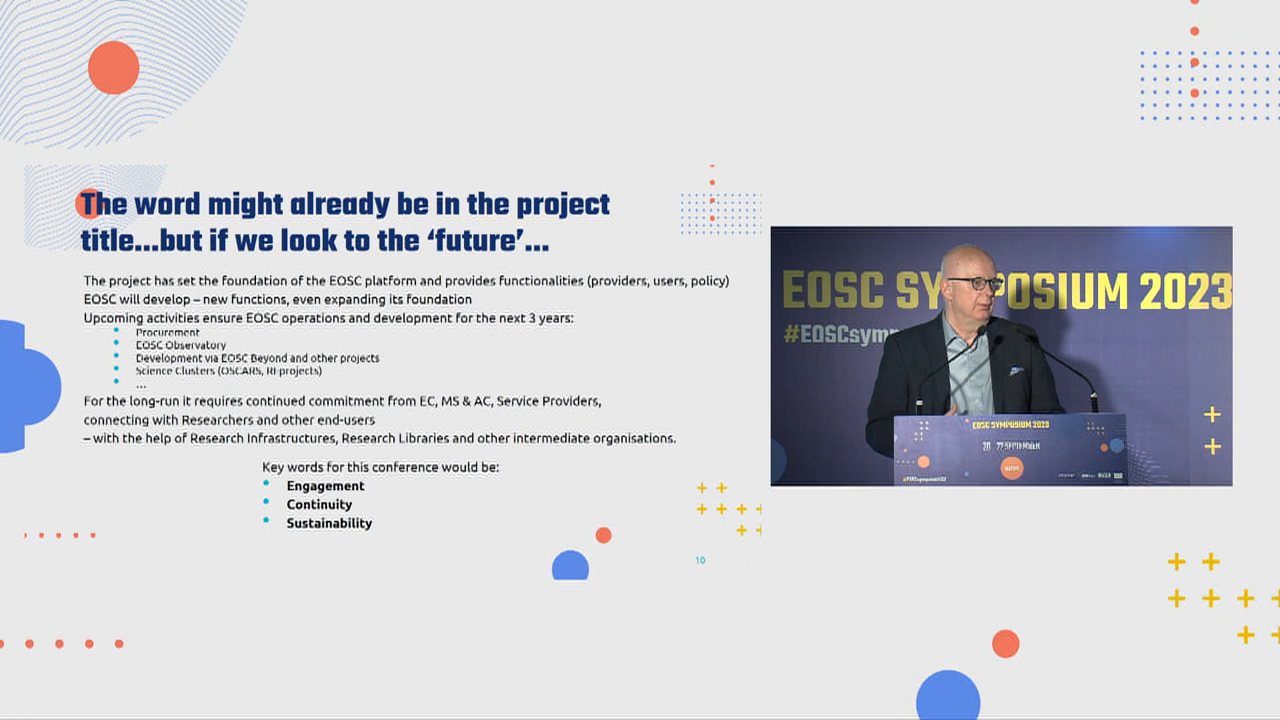 The word might already be in the project
title...but if we look to the ‘future’...
The project has set the foundation of the EOSC platform and provides functionalities (providers, users, policy)
EOSC will develop – new functions, even expanding its foundation
Upcoming activities ensure EOSC operations and development for the next 3 years:
Procurement
EOSC Observatory
Development via EOSC Beyond and other projects
Science Clusters (OSCARS, RI-projects)
...
For the long-run it requires continued commitment from EC, MS & AC, Service Providers,
connecting with Researchers and other end-users
– with the help of Research Infrastructures, Research Libraries and other intermediate organisations.
Key words for this conference would be:
Engagement
Continuity
Sustainability
10
EOSC SYMPOSIUM 2023
#EOSCsymp
EOSC SYMPOSIUM 2023